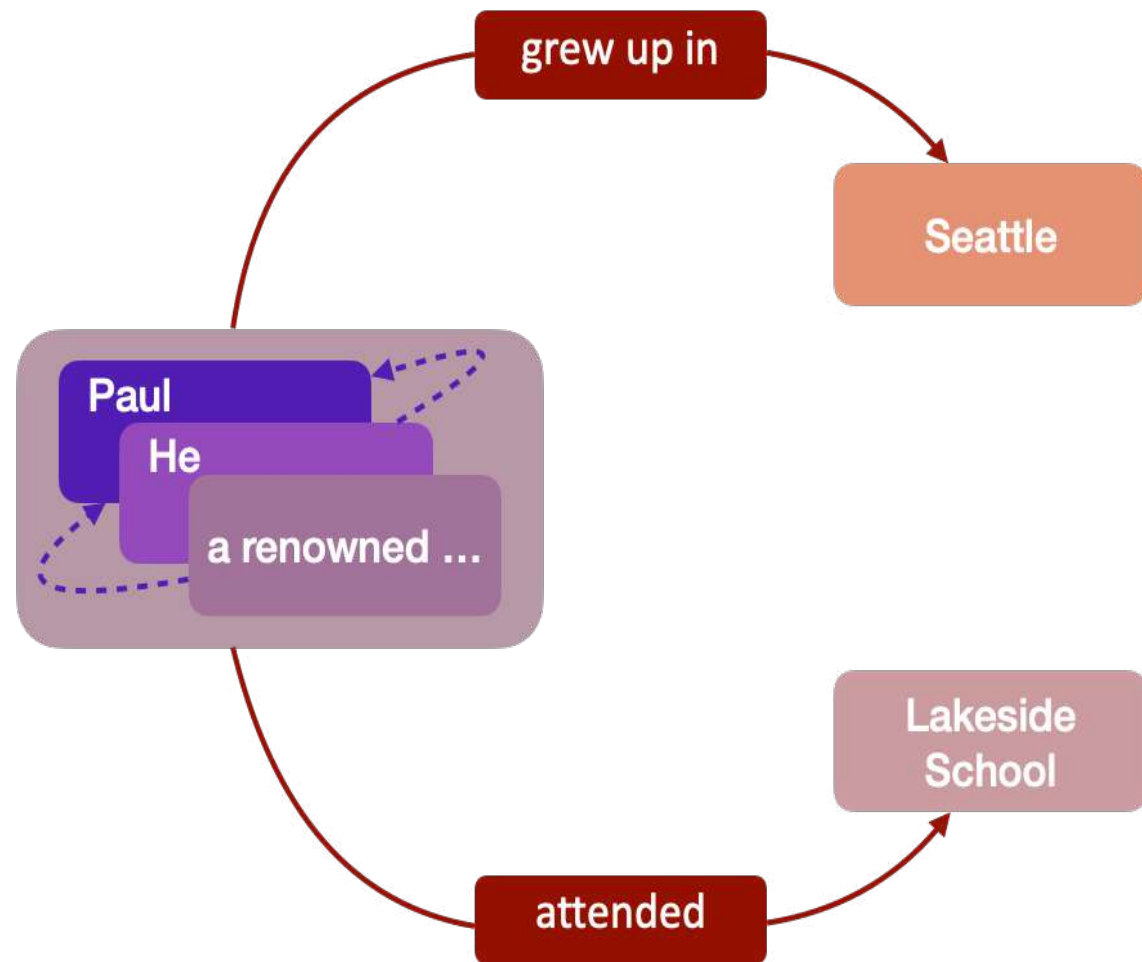 grew up in
Seattle
Paul
He
a renowned ...
Lakeside
School
attended